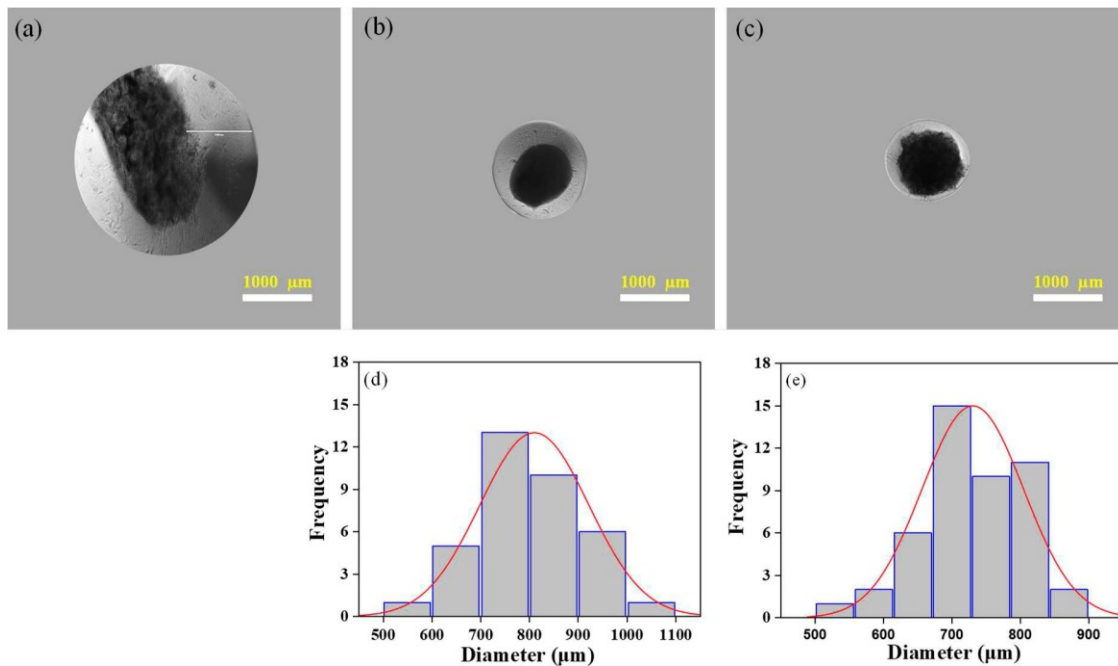 (a)
(b)
(c)
1000 μm
1000 μm
1000 μm
(d)
18
15
12
9
6
3
0
Frequency
500 600 700 800 900 1000 1100
Diameter (μm)
(e)
18
15
12
9
6
3
0
Frequency
500 600 700 800 900
Diameter (μm)